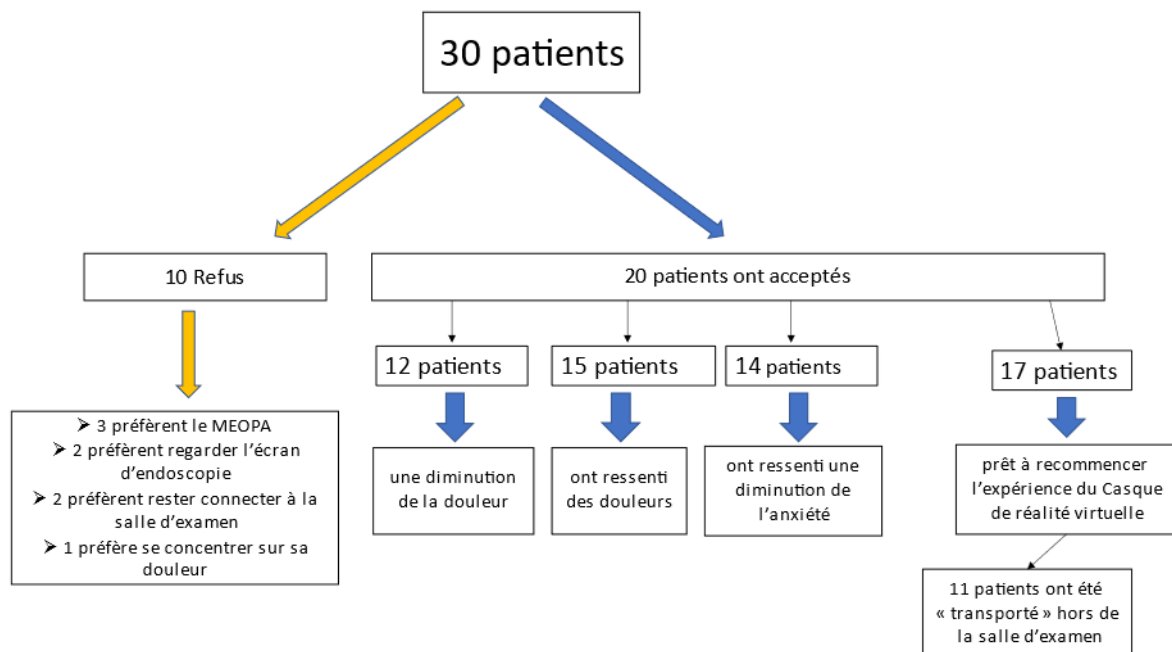 30 patients
10 Refus
20 patients ont acceptés
12 patients
15 patients
14 patients
17 patients
➢ 3 préfèrent le MEOPA
➢ 2 préfèrent regarder l'écran
d'endoscopie
➢ 2 préfèrent rester connecter à la
salle d'examen
➢ 1 préfère se concentrer sur sa
douleur
une diminution
de la douleur
ont ressenti
des douleurs
ont ressenti une
diminution de
l'anxiété
prêt à recommencer
l'expérience du Casque
de réalité virtuelle
11 patients ont été
« transporté » hors de
la salle d'examen